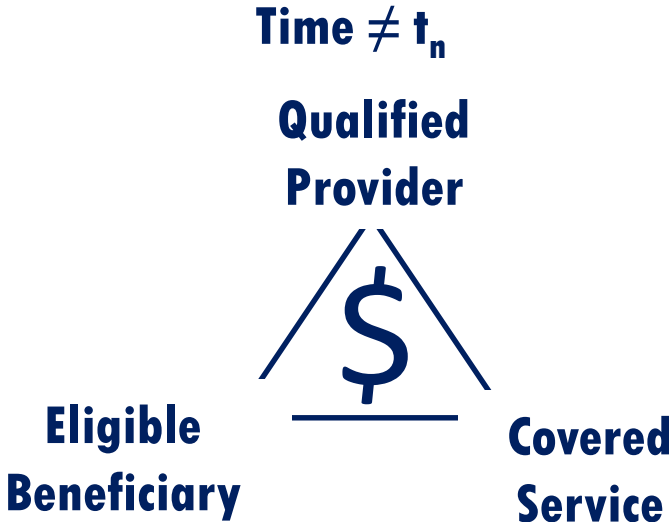 Time ≠ tn
Qualified
Provider
$
Eligible
Beneficiary
Covered
Service